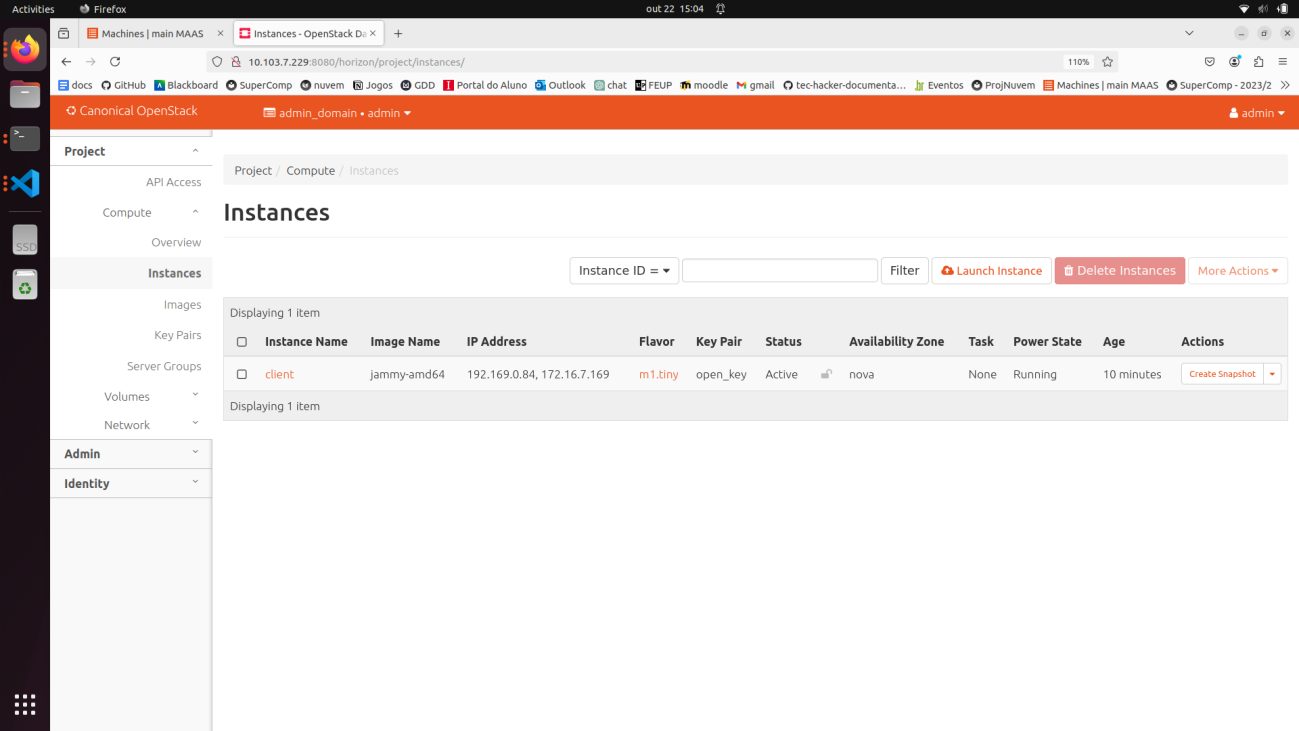 Activities Firefox out 22 15:04
Machines | main MAAS × Instances - OpenStack Da × +
10.103.7.229:8080/horizon/project/instances/ 110%
docs GitHub Blackboard SuperComp nuvem Jogos GDD Portal do Aluno Outlook chat FEUP moodle gmail tec-hacker-documenta… Eventos ProjNuvem Machines | main MAAS SuperComp - 2023/2
Canonical OpenStack admin_domain • admin admin
Project
API Access
Compute
Overview
Instances
Images
Key Pairs
Server Groups
Volumes
Network
Admin
Identity
Project / Compute / Instances
Instances
Instance ID = Filter Launch Instance Delete Instances More Actions
Displaying 1 item
Instance Name Image Name IP Address Flavor Key Pair Status Availability Zone Task Power State Age Actions
client jammy-amd64 192.169.0.84, 172.16.7.169 m1.tiny open_key Active nova None Running 10 minutes Create Snapshot
Displaying 1 item
SSD